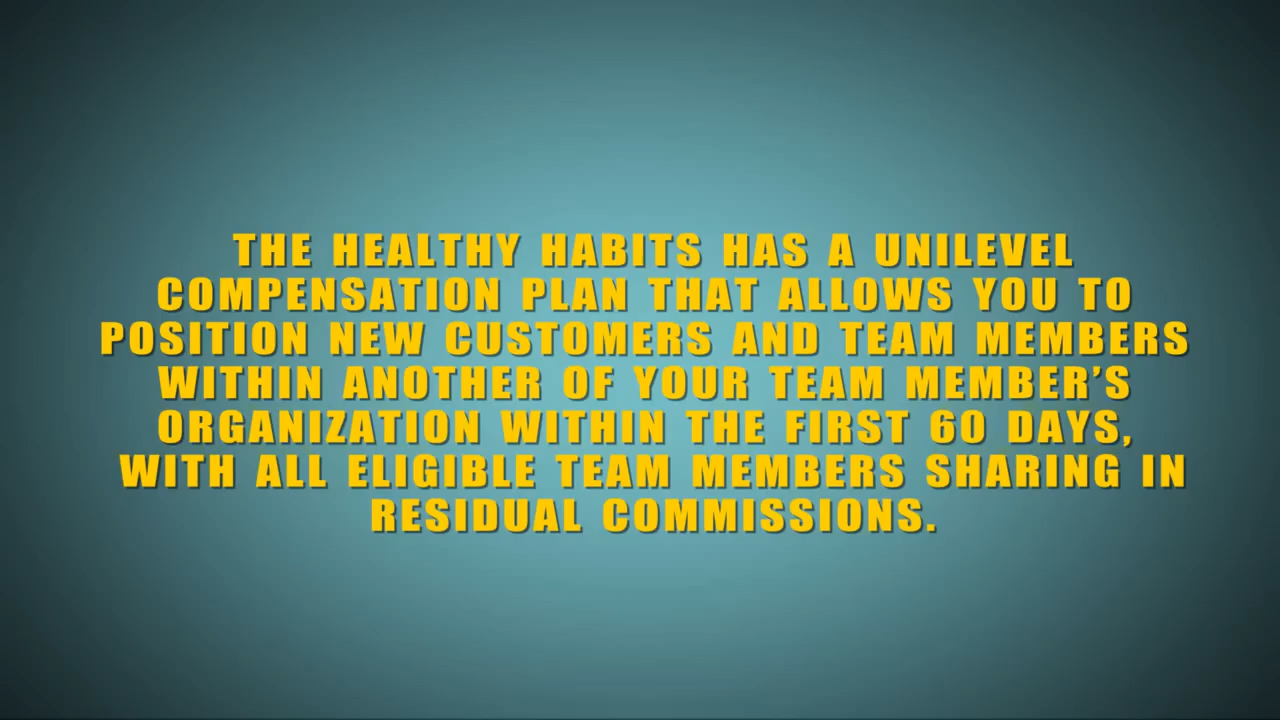 THE HEALTHY HABITS HAS A UNILEVEL
COMPENSATION PLAN THAT ALLOWS YOU TO
POSITION NEW CUSTOMERS AND TEAM MEMBERS
WITHIN ANOTHER OF YOUR TEAM MEMBER’S
ORGANIZATION WITHIN THE FIRST 60 DAYS,
WITH ALL ELIGIBLE TEAM MEMBERS SHARING IN
RESIDUAL COMMISSIONS.